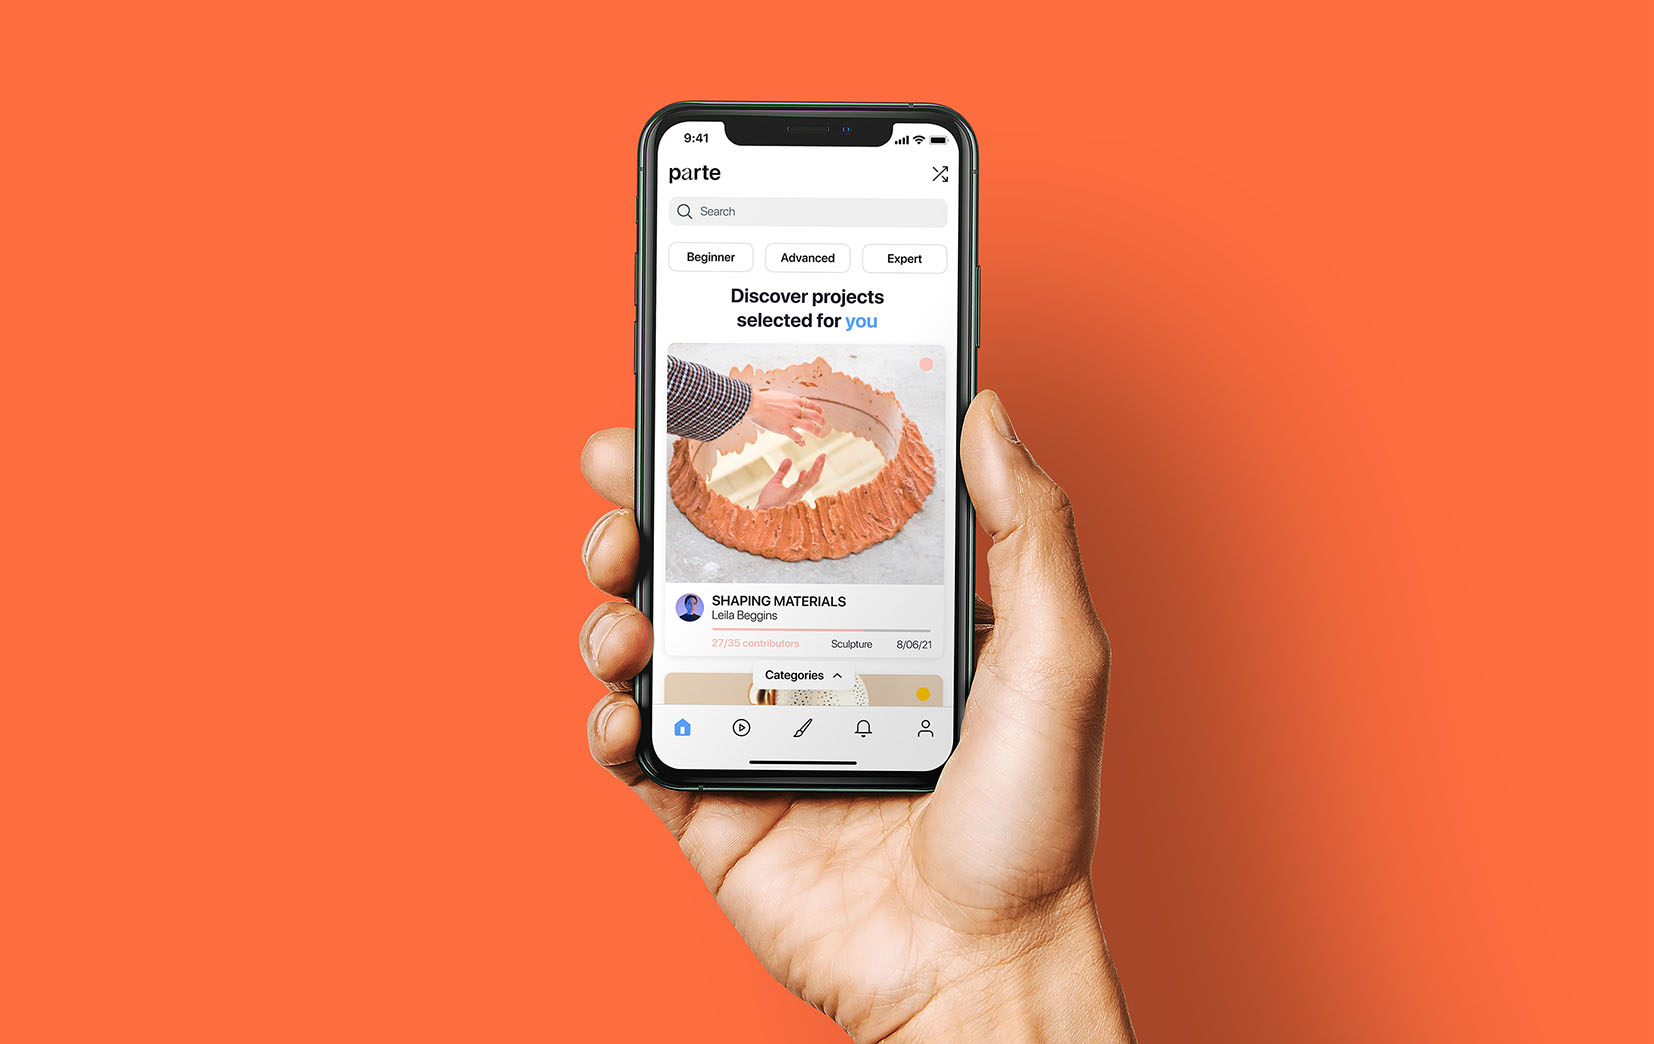 9:41
parte
Search
Beginner
Advanced
Expert
Discover projects
selected for you
SHAPING MATERIALS
Leila Beggins
27/35 contributors
Sculpture
8/06/21
Categories